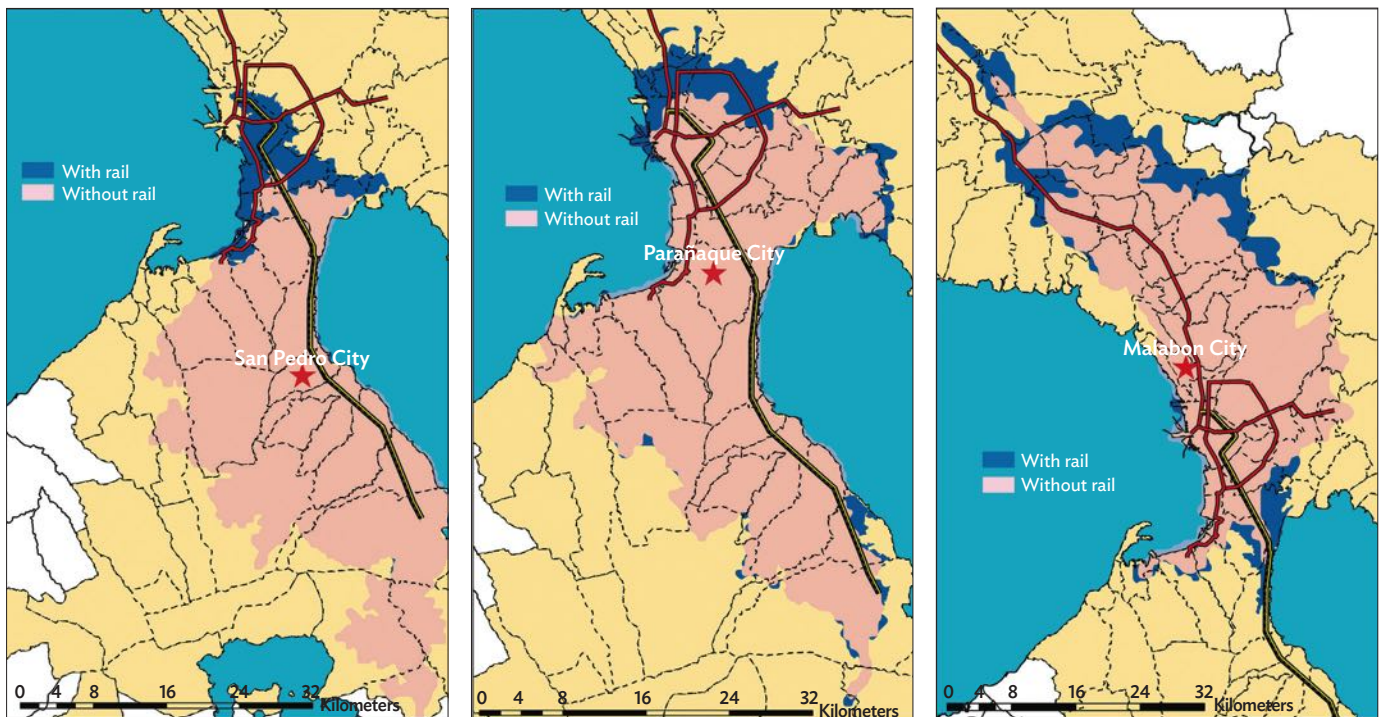 With rail
Without rail
San Pedro City
0 4 8 16 24 32
Kilometers
With rail
Without rail
Parañaque City
0 4 8 16 24 32
Kilometers
With rail
Without rail
Malabon City
0 4 8 16 24 32
Kilometers